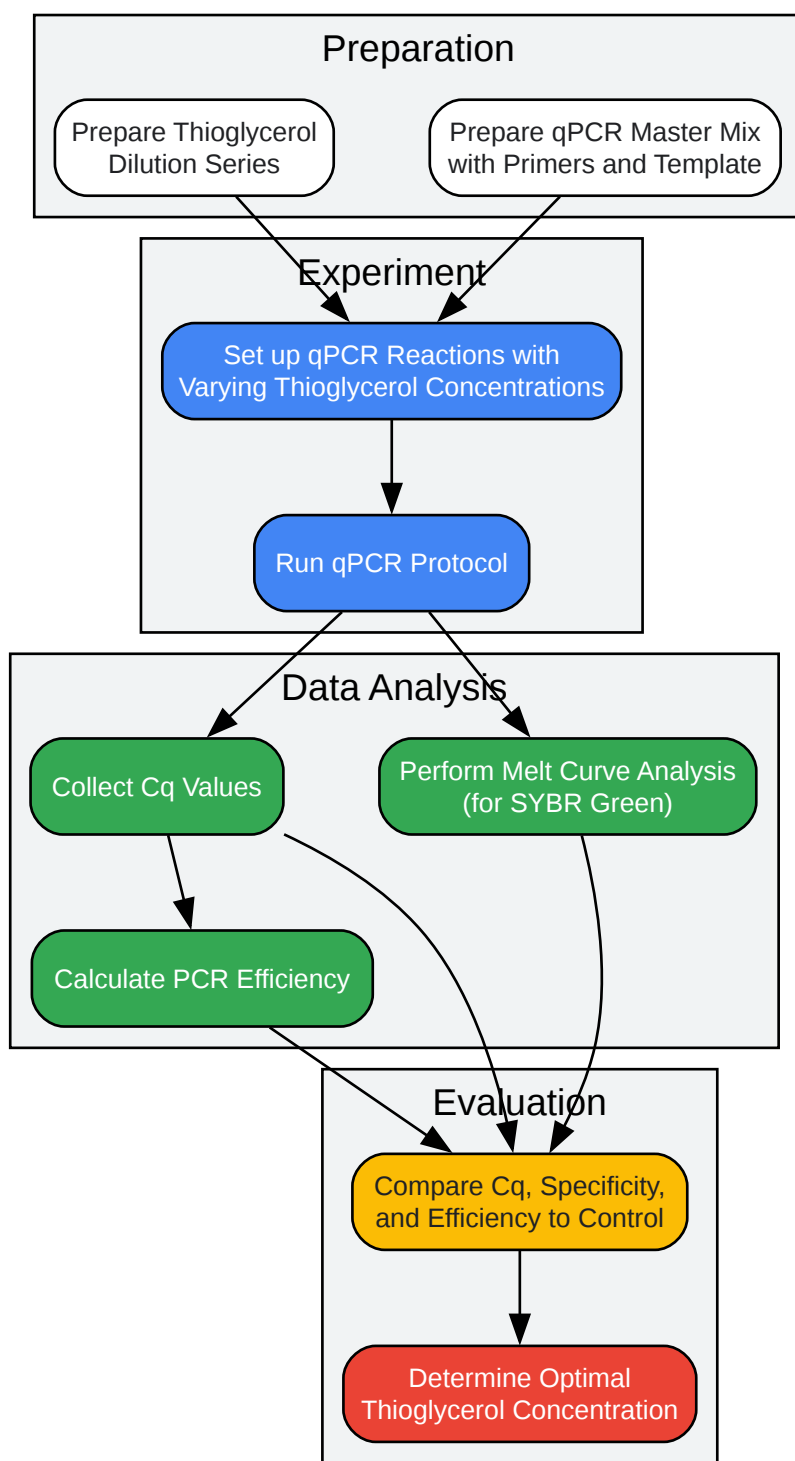 Preparation
Prepare Thioglycerol
Dilution Series
Prepare qPCR Master Mix
with Primers and Template
Experiment
Set up qPCR Reactions with
Varying Thioglycerol Concentrations
Run qPCR Protocol
Data Analysis
Collect Cq Values
Perform Melt Curve Analysis
(for SYBR Green)
Calculate PCR Efficiency
Evaluation
Compare Cq, Specificity,
and Efficiency to Control
Determine Optimal
Thioglycerol Concentration